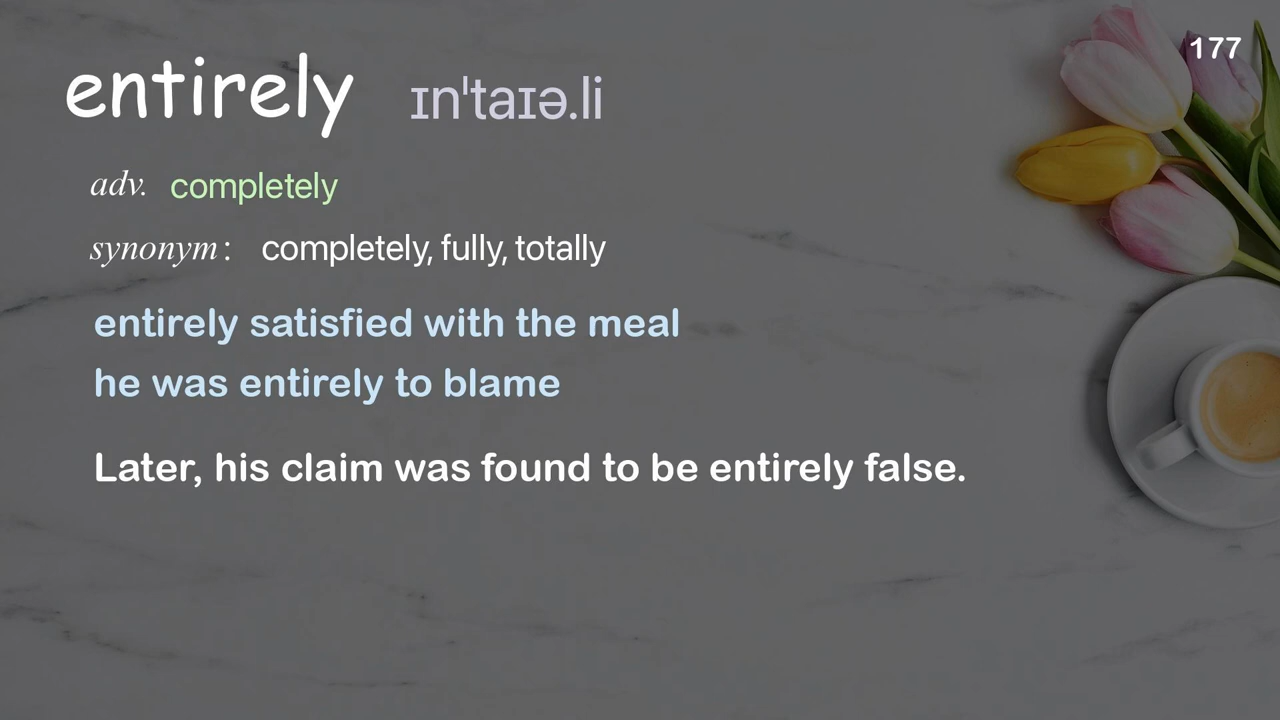 177
entirely ɪnˈtaɪə.li
adv. completely
synonym: completely, fully, totally
entirely satisfied with the meal
he was entirely to blame
Later, his claim was found to be entirely false.